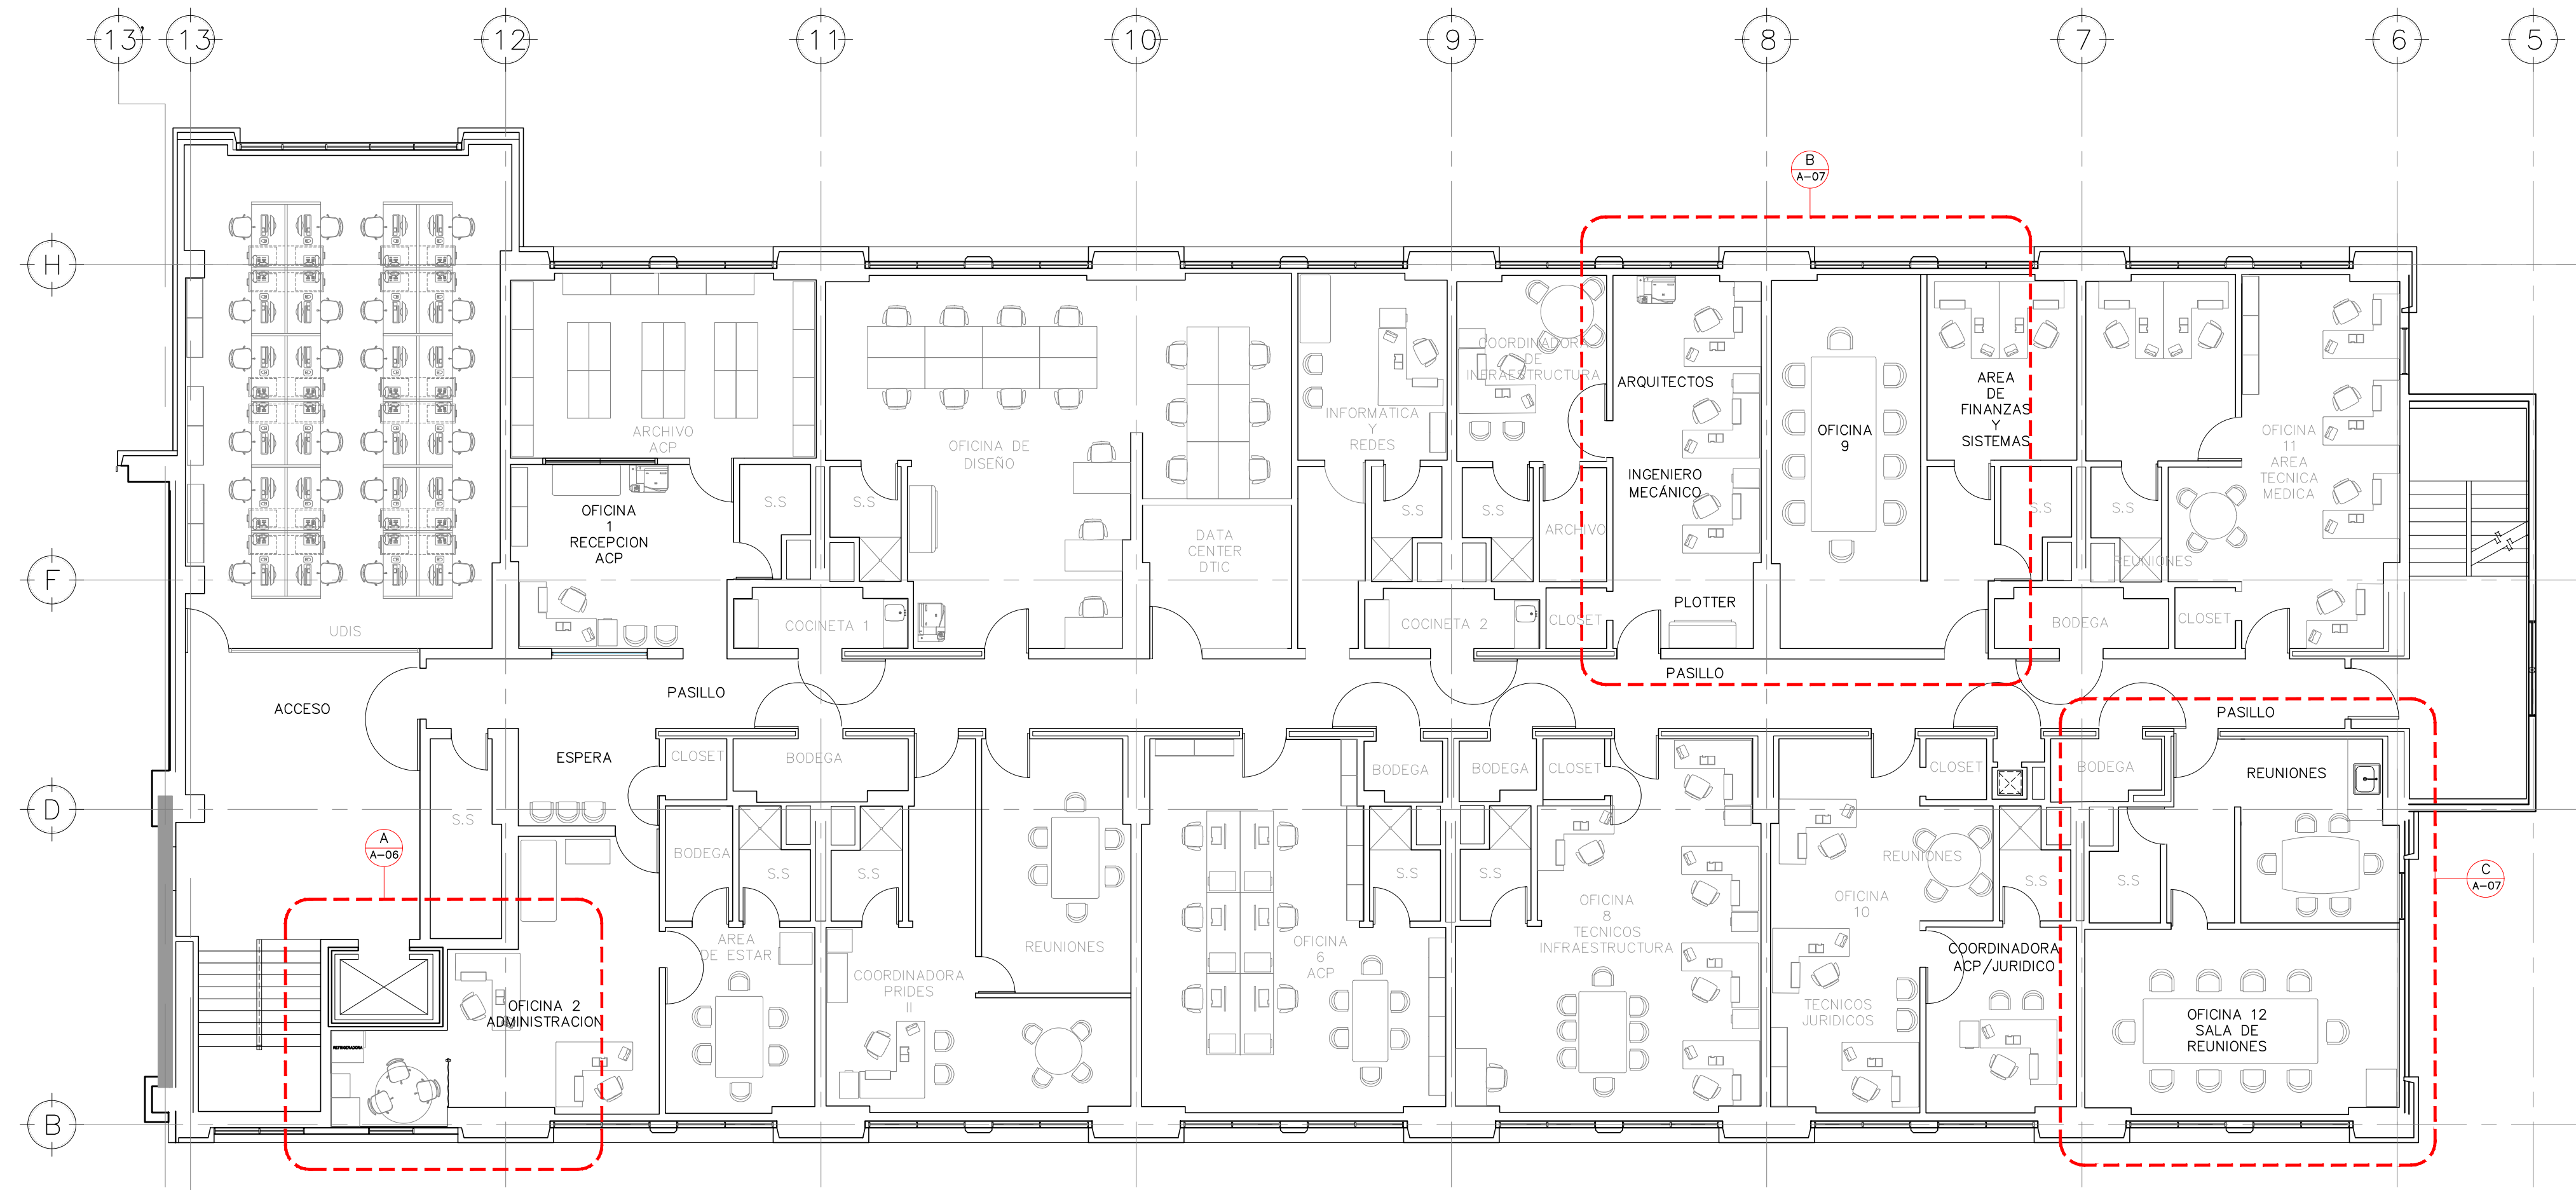 13'
13
12
11
10
9
8
7
6
5
H
F
D
B
B
A-07
ARCHIVO
ACP
OFICINA
1
RECEPCION
ACP
S.S
S.S
UDIS
COCINETA 1
OFICINA DE
DISEÑO
DATA
CENTER
DTIC
INFORMATICA
Y
REDES
COORDINADORA
DE
INFRAESTRUCTURA
S.S
S.S
ARCHIVO
COCINETA 2
CLOSET
ARQUITECTOS
INGENIERO
MECÁNICO
PLOTTER
OFICINA
9
AREA
DE
FINANZAS
Y
SISTEMAS
S.S
S.S
REUNIONES
BODEGA
CLOSET
OFICINA
11
AREA
TECNICA
MEDICA
ACCESO
PASILLO
PASILLO
PASILLO
ESPERA
S.S
A
A-06
CLOSET
BODEGA
BODEGA
S.S
S.S
AREA
DE ESTAR
OFICINA 2
ADMINISTRACION
REFRIGERADORA
COORDINADORA
PRIDES
II
REUNIONES
BODEGA
BODEGA
CLOSET
S.S
S.S
OFICINA
6
ACP
OFICINA
8
TECNICOS
INFRAESTRUCTURA
REUNIONES
OFICINA
10
TECNICOS
JURIDICOS
CLOSET
S.S
COORDINADORA
ACP/JURIDICO
BODEGA
S.S
REUNIONES
OFICINA 12
SALA DE
REUNIONES
C
A-07